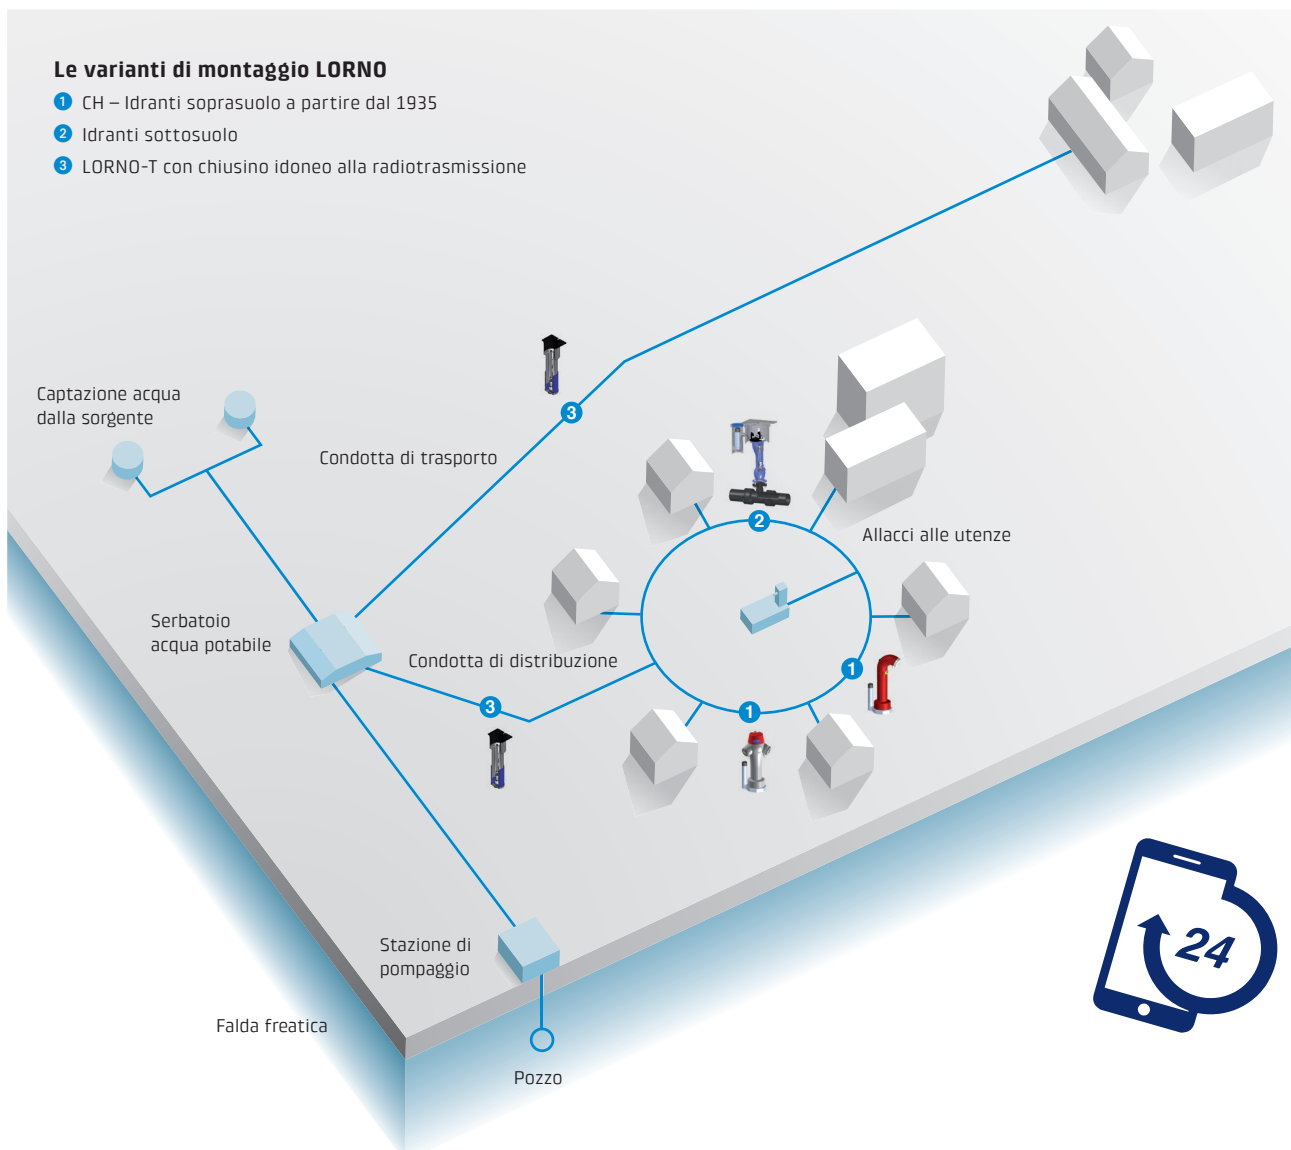 Le varianti di montaggio LORNO
1 CH – Idranti soprasuolo a partire dal 1935
2 Idranti sottosuolo
3 LORNO-T con chiusino idoneo alla radiotrasmissione
Captazione acqua
dalla sorgente
3
Condotta di trasporto
2
Allacci alle utenze
Serbatoio
acqua potabile
Condotta di distribuzione
1
3
1
Stazione di
pompaggio
24
Falda freatica
Pozzo